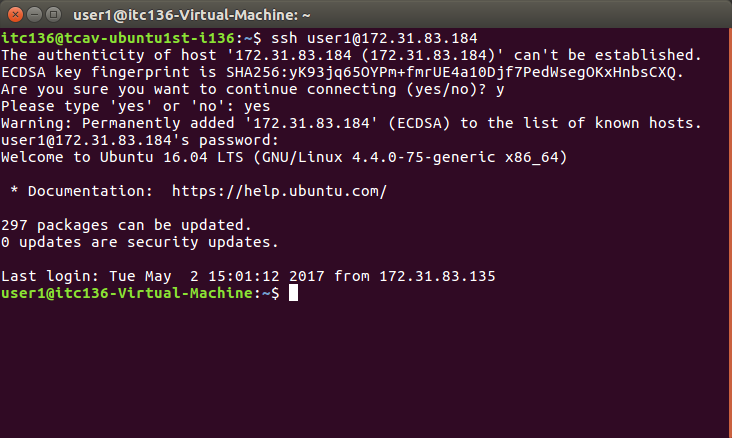 user1@itc136-Virtual-Machine: ~
itc136@tcav-ubuntu1st-i136:~$ ssh user1@172.31.83.184
The authenticity of host '172.31.83.184 (172.31.83.184)' can't be established.
ECDSA key fingerprint is SHA256:yK93jq65OYPm+fmrUE4a10Djf7PedWsegOKxHnbsCXQ.
Are you sure you want to continue connecting (yes/no)? y
Please type 'yes' or 'no': yes
Warning: Permanently added '172.31.83.184' (ECDSA) to the list of known hosts.
user1@172.31.83.184's password:
Welcome to Ubuntu 16.04 LTS (GNU/Linux 4.4.0-75-generic x86_64)
* Documentation:  https://help.ubuntu.com/
297 packages can be updated.
0 updates are security updates.
Last login: Tue May  2 15:01:12 2017 from 172.31.83.135
user1@itc136-Virtual-Machine:~$